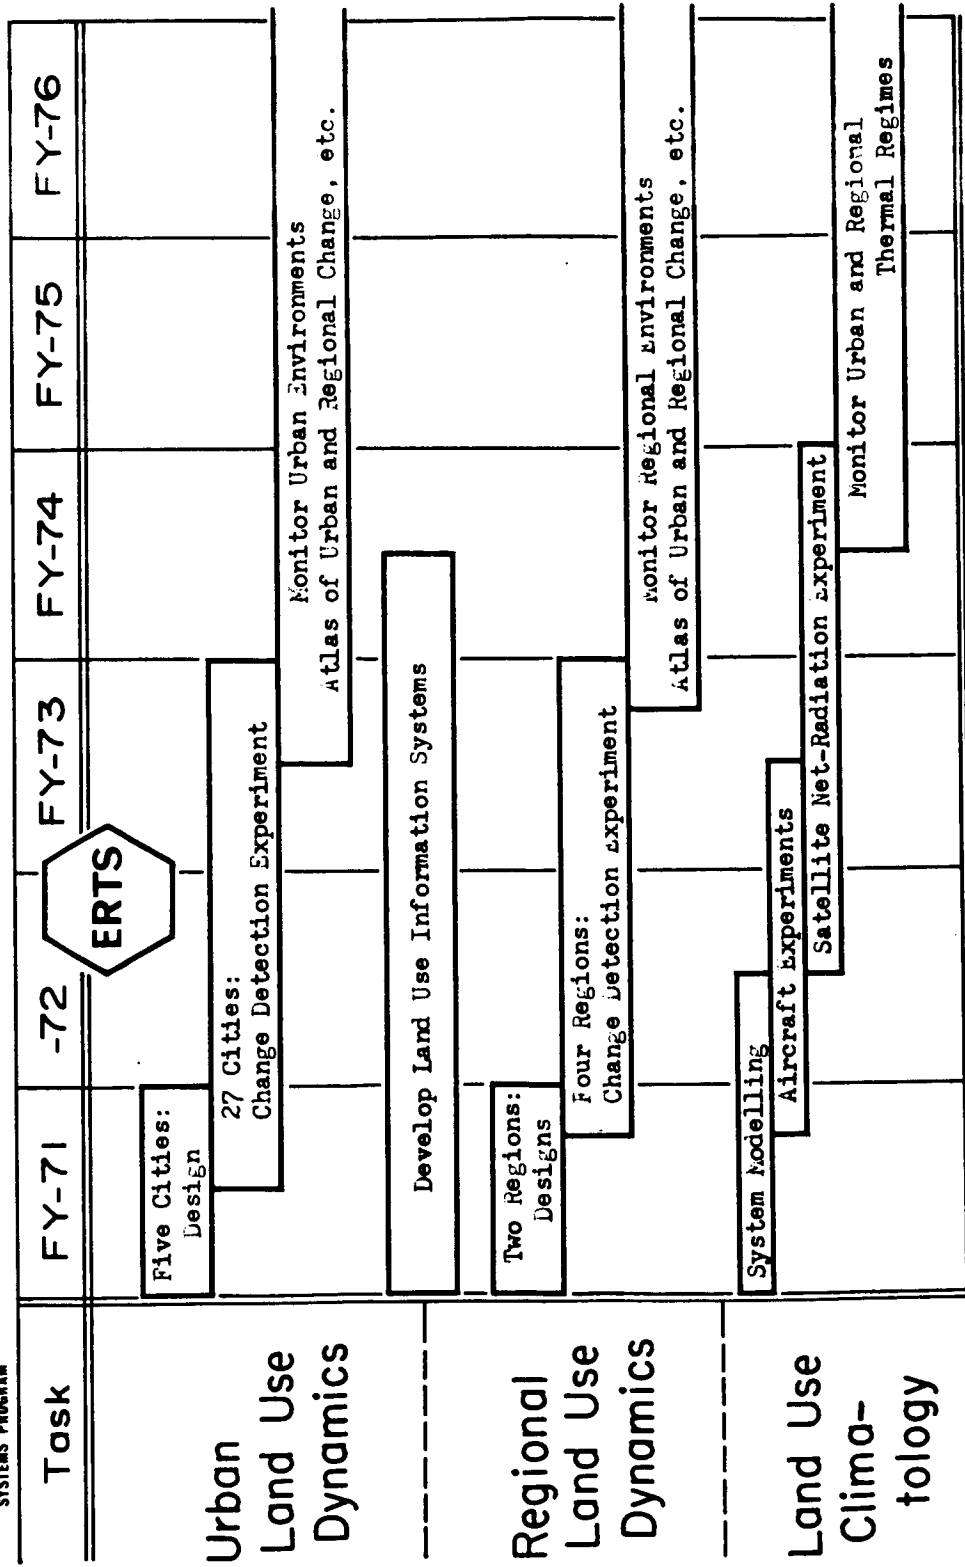 SYSTEMS PROGRAM
Task FY-71 -72 FY-73 FY-74 FY-75 FY-76
ERTS
Urban
Land Use
Dynamics
Five Cities:
Design
27 Cities:
Change Detection Experiment
Monitor Urban Environments
Atlas of Urban and Regional Change, etc.
Develop Land Use Information Systems
Regional
Land Use
Dynamics
Two Regions:
Designs
Four Regions:
Change Detection Experiment
Monitor Regional Environments
Atlas of Urban and Regional Change, etc.
Land Use
Clima-
tology
System Modelling
Aircraft Experiments
Satellite Net-Radiation Experiment
Monitor Urban and Regional
Thermal Regimes